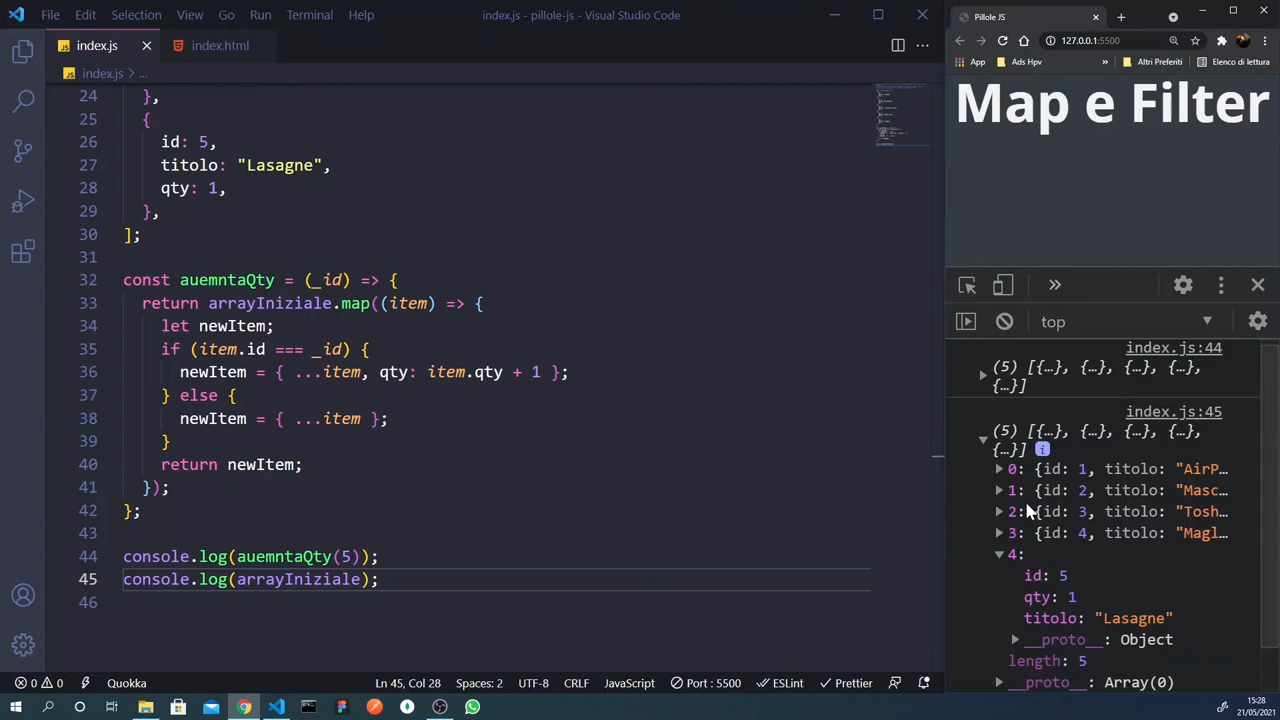 File Edit Selection View Go Run Terminal Help
index.js - pillole-js - Visual Studio Code
JS index.js
index.html
JS index.js > ...
24 },
25 {
26 id: 5,
27 titolo: "Lasagne",
28 qty: 1,
29 },
30 ];
31
32 const auemntaQty = (_id) => {
33 return arrayIniziale.map((item) => {
34 let newItem;
35 if (item.id === _id) {
36 newItem = { ...item, qty: item.qty + 1 };
37 } else {
38 newItem = { ...item };
39 }
40 return newItem;
41 });
42 };
43
44 console.log(auemntaQty(5));
45 console.log(arrayIniziale);
46
0 0 Quokka Ln 45, Col 28 Spaces: 2 UTF-8 CRLF JavaScript Port : 5500 ESLint Prettier
Pillole JS
127.0.0.1:5500
App Ads Hpv » Altri Preferiti Elenco di lettura
Map e Filter
top
index.js:44
(5) [{…}, {…}, {…}, {…},
{…}]
index.js:45
(5) [{…}, {…}, {…}, {…},
{…}] i
0: {id: 1, titolo: "AirP…
1: {id: 2, titolo: "Masc…
2: {id: 3, titolo: "Tosh…
3: {id: 4, titolo: "Magl…
4:
id: 5
qty: 1
titolo: "Lasagne"
__proto__: Object
length: 5
__proto__: Array(0)
15:28
21/05/2021